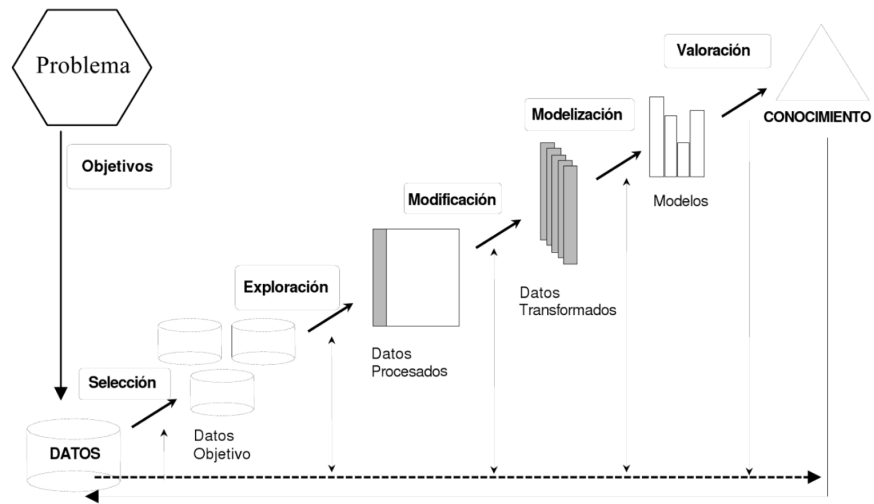 Problema
Objetivos
DATOS
Selección
Datos
Objetivo
Exploración
Datos
Procesados
Modificación
Datos
Transformados
Modelización
Modelos
Valoración
CONOCIMIENTO